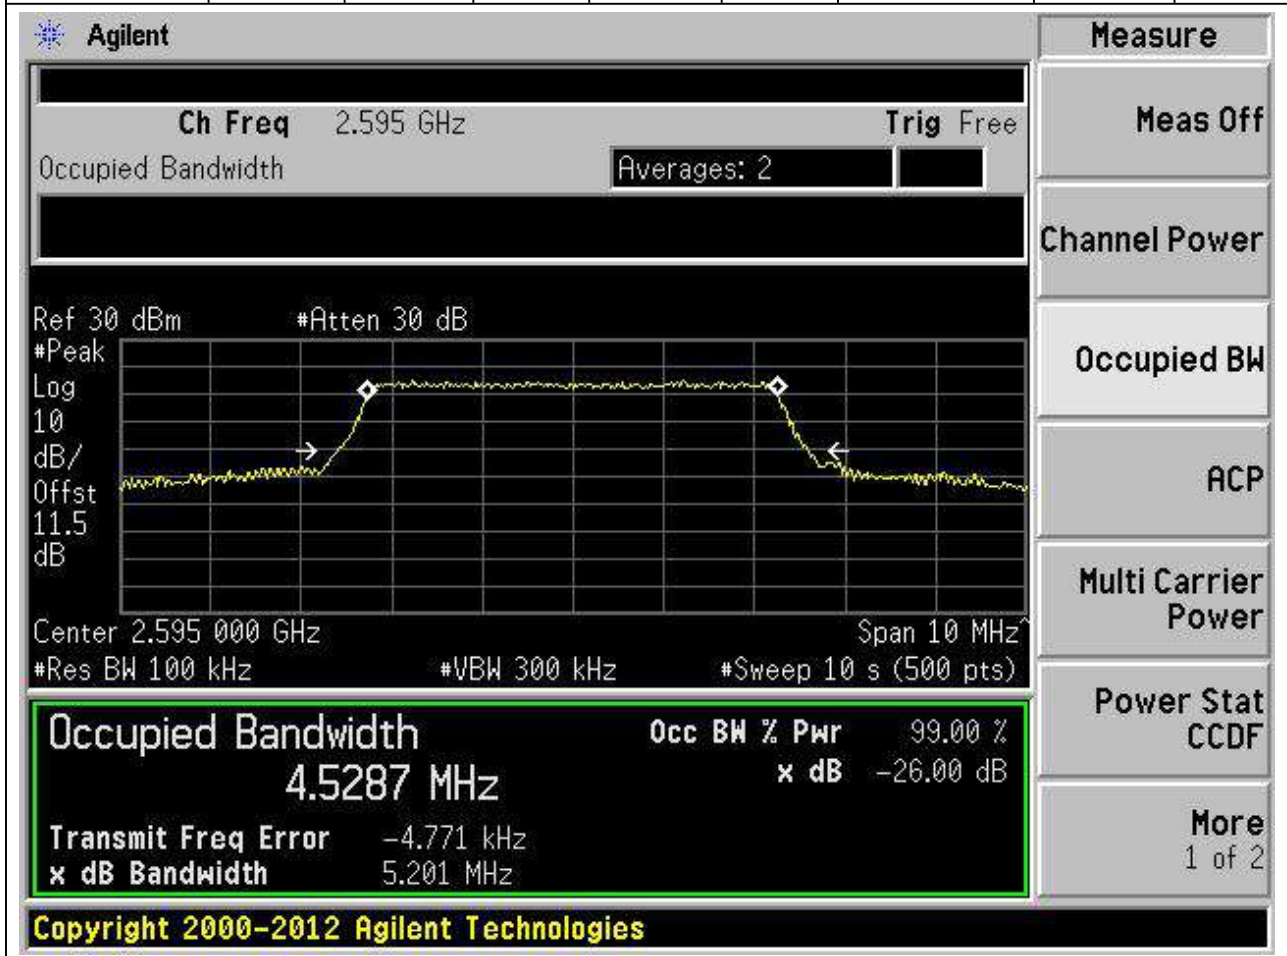 Agilent
Measure
Ch Freq 2.595 GHz Trig Free
Occupied Bandwidth Averages: 2
Meas Off
Channel Power
Occupied BW
ACP
Multi Carrier
Power
Power Stat
CCDF
More
1 of 2
Ref 30 dBm #Atten 30 dB
#Peak
Log
10
dB/
Offst
11.5
dB
Center 2.595 000 GHz Span 10 MHz^
#Res BW 100 kHz #VBW 300 kHz #Sweep 10 s (500 pts)
Occupied Bandwidth Occ BW % Pwr 99.00 %
4.5287 MHz x dB -26.00 dB
Transmit Freq Error -4.771 kHz
x dB Bandwidth 5.201 MHz
Copyright 2000-2012 Agilent Technologies